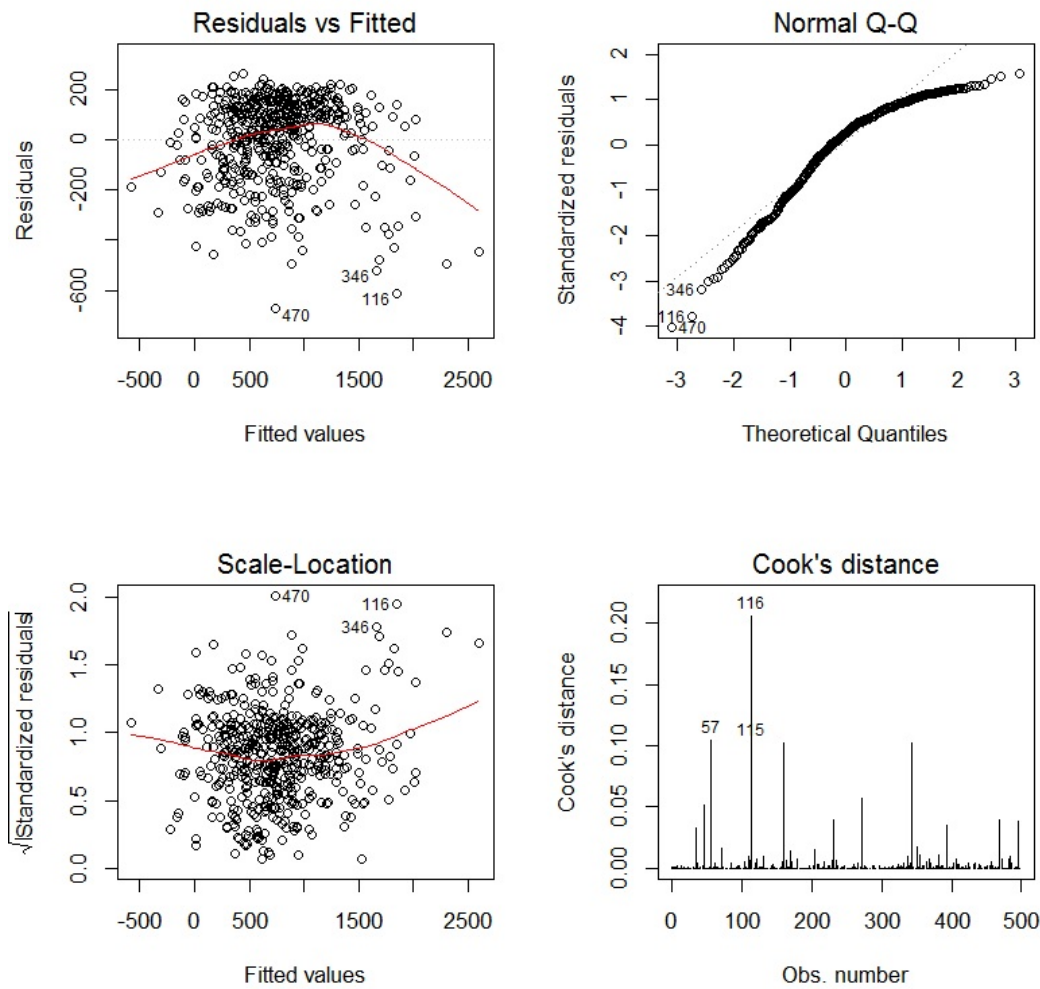 Residuals vs Fitted
Residuals
200
0
-200
-600
346
116
470
-500 0 500 1500 2500
Fitted values
Normal Q-Q
Standardized residuals
2
1
0
-1
-2
-3
-4
346
116
470
-3 -2 -1 0 1 2 3
Theoretical Quantiles
Scale-Location
√|Standardized residuals|
2.0
1.5
1.0
0.5
0.0
470
116
346
-500 0 500 1500 2500
Fitted values
Cook's distance
Cook's distance
0.20
0.15
0.10
0.05
0.00
116
57
115
0 100 200 300 400 500
Obs. number